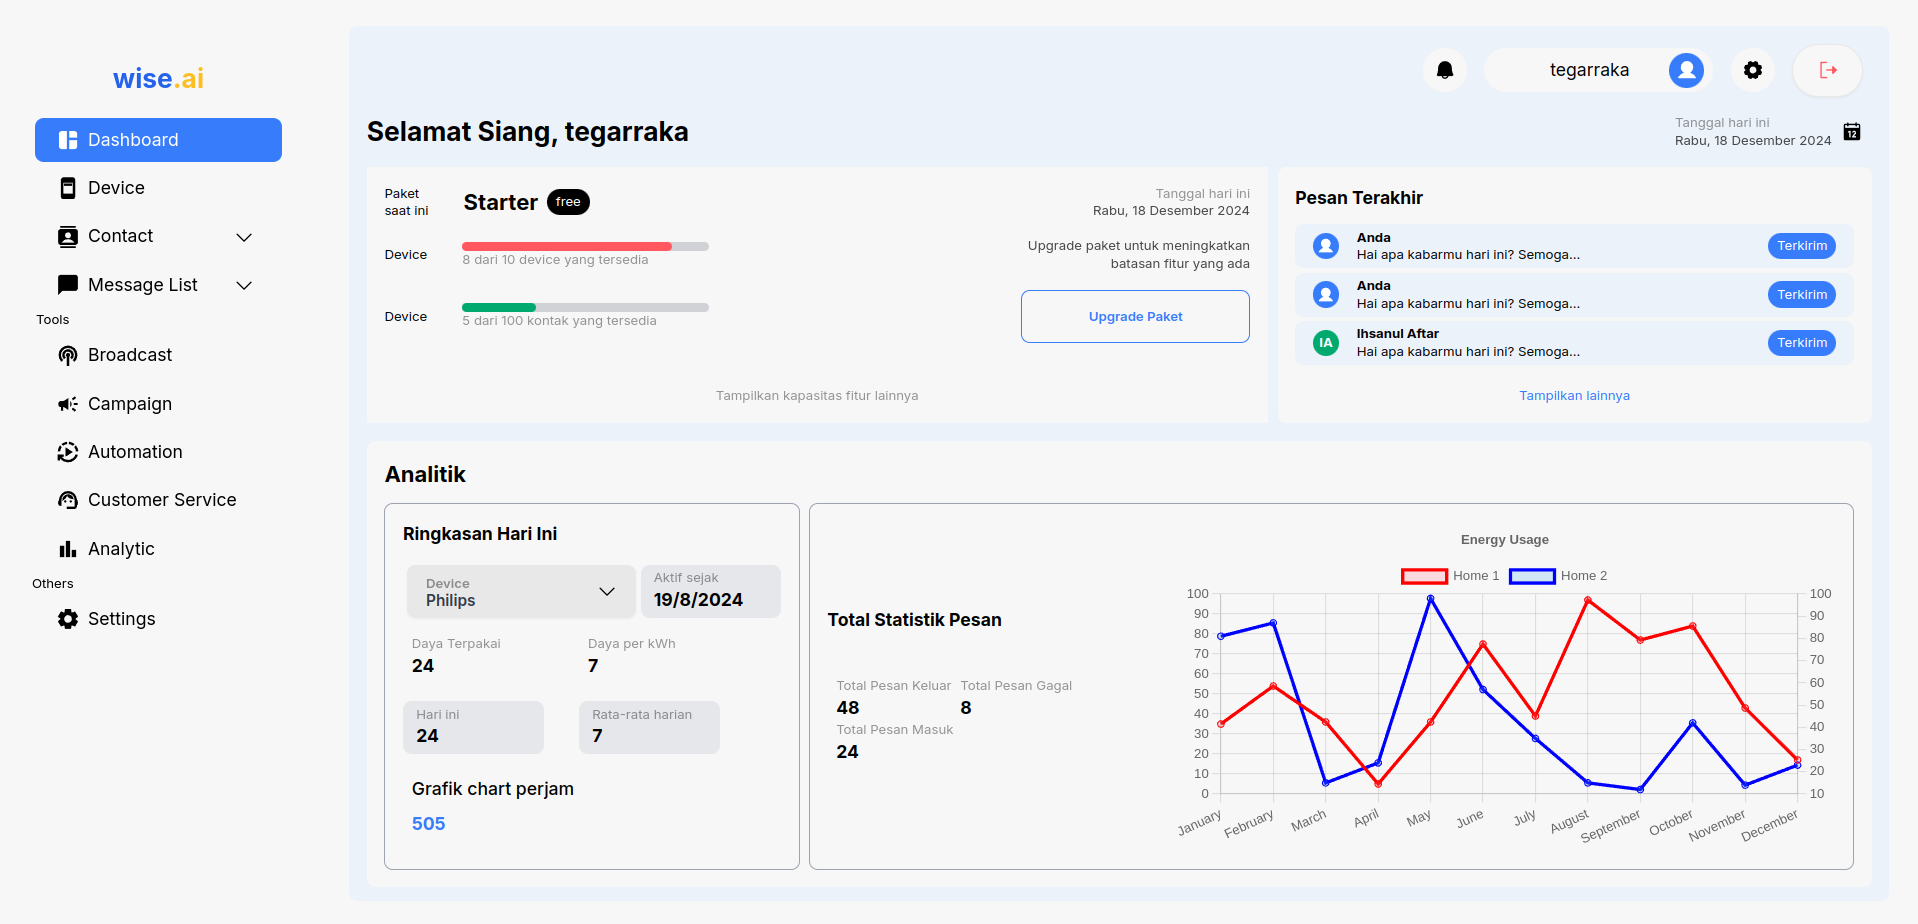 wise.ai
Dashboard
Device
Contact
Message List
Tools
Broadcast
Campaign
Automation
Customer Service
Analytic
Others
Settings
tegarraka
Selamat Siang, tegarraka
Tanggal hari ini
Rabu, 18 Desember 2024
12
Paket
saat ini
Starter free
Tanggal hari ini
Rabu, 18 Desember 2024
Device
8 dari 10 device yang tersedia
Upgrade paket untuk meningkatkan
batasan fitur yang ada
Device
5 dari 100 kontak yang tersedia
Upgrade Paket
Tampilkan kapasitas fitur lainnya
Pesan Terakhir
Anda
Hai apa kabarmu hari ini? Semoga...
Terkirim
Anda
Hai apa kabarmu hari ini? Semoga...
Terkirim
IA
Ihsanul Aftar
Hai apa kabarmu hari ini? Semoga...
Terkirim
Tampilkan lainnya
Analitik
Ringkasan Hari Ini
Device
Philips
Aktif sejak
19/8/2024
Daya Terpakai
24
Daya per kWh
7
Hari ini
24
Rata-rata harian
7
Grafik chart perjam
505
Total Statistik Pesan
Total Pesan Keluar
48
Total Pesan Gagal
8
Total Pesan Masuk
24
Energy Usage
Home 1 Home 2
100
90
80
70
60
50
40
30
20
10
0
100
90
80
70
60
50
40
30
20
10
January February March April May June July August September October November December